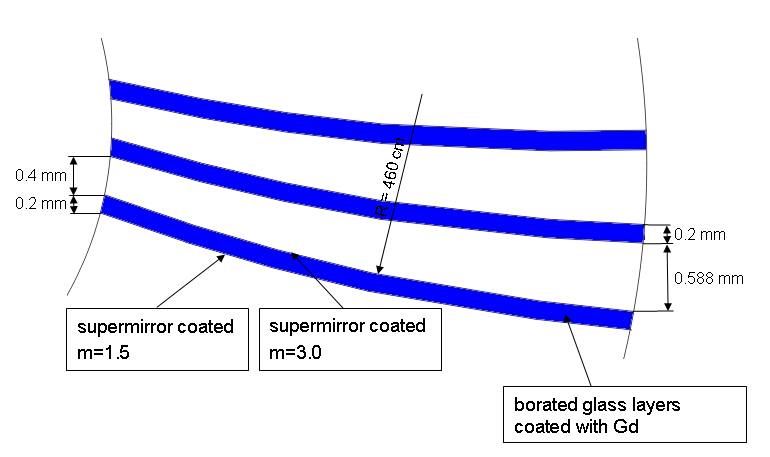 R = 460 cm
0.4 mm
0.2 mm
0.2 mm
0.588 mm
supermirror coated
m=1.5
supermirror coated
m=3.0
borated glass layers
coated with Gd